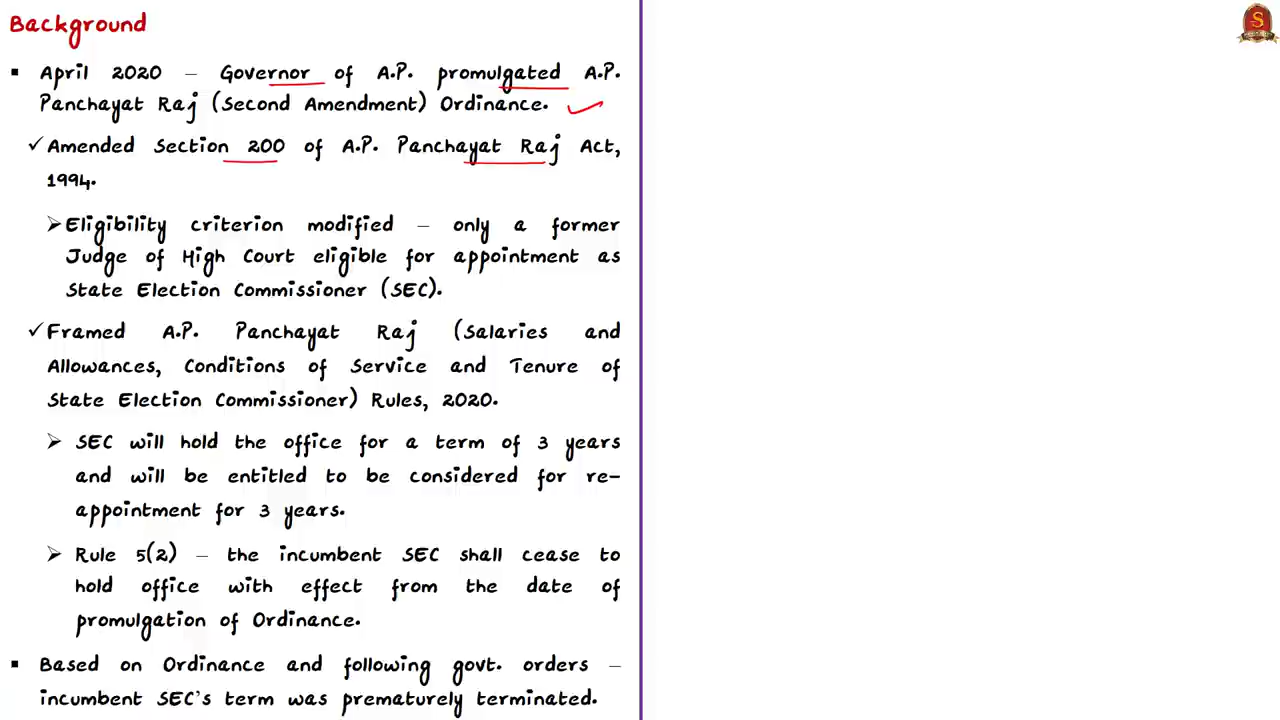 Background
▪ April 2020 – Governor of A.P. promulgated A.P.
Panchayat Raj (Second Amendment) Ordinance.
✓Amended Section 200 of A.P. Panchayat Raj Act,
1994.
➢Eligibility criterion modified – only a former
Judge of High Court eligible for appointment as
State Election Commissioner (SEC).
✓Framed A.P. Panchayat Raj (Salaries and
Allowances, Conditions of Service and Tenure of
State Election Commissioner) Rules, 2020.
➢ SEC will hold the office for a term of 3 years
and will be entitled to be considered for re-
appointment for 3 years.
➢ Rule 5(2) – the incumbent SEC shall cease to
hold office with effect from the date of
promulgation of Ordinance.
▪ Based on Ordinance and following govt. orders –
incumbent SEC's term was prematurely terminated.
S